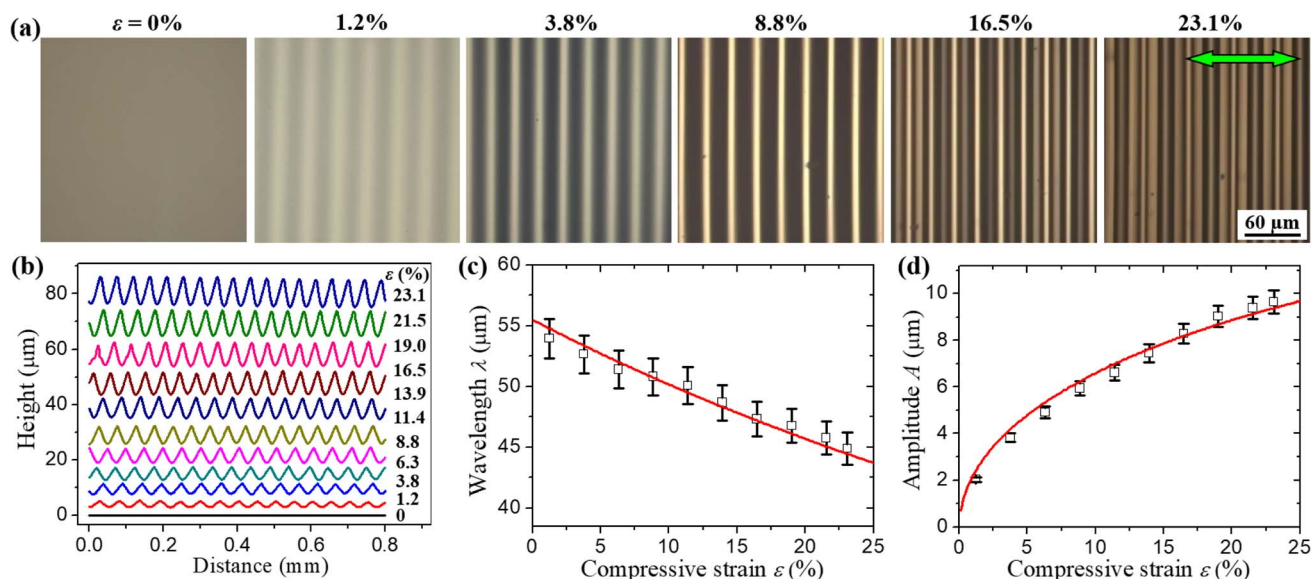 (a) ε = 0% 1.2% 3.8% 8.8% 16.5% 23.1%
60 μm
(b)
Height (μm)
80
60
40
20
0
ε (%)
23.1
21.5
19.0
16.5
13.9
11.4
8.8
6.3
3.8
1.2
0
0.0 0.2 0.4 0.6 0.8
Distance (mm)
(c)
Wavelength λ (μm)
60
55
50
45
40
0 5 10 15 20 25
Compressive strain ε (%)
(d)
Amplitude A (μm)
10
8
6
4
2
0
0 5 10 15 20 25
Compressive strain ε (%)